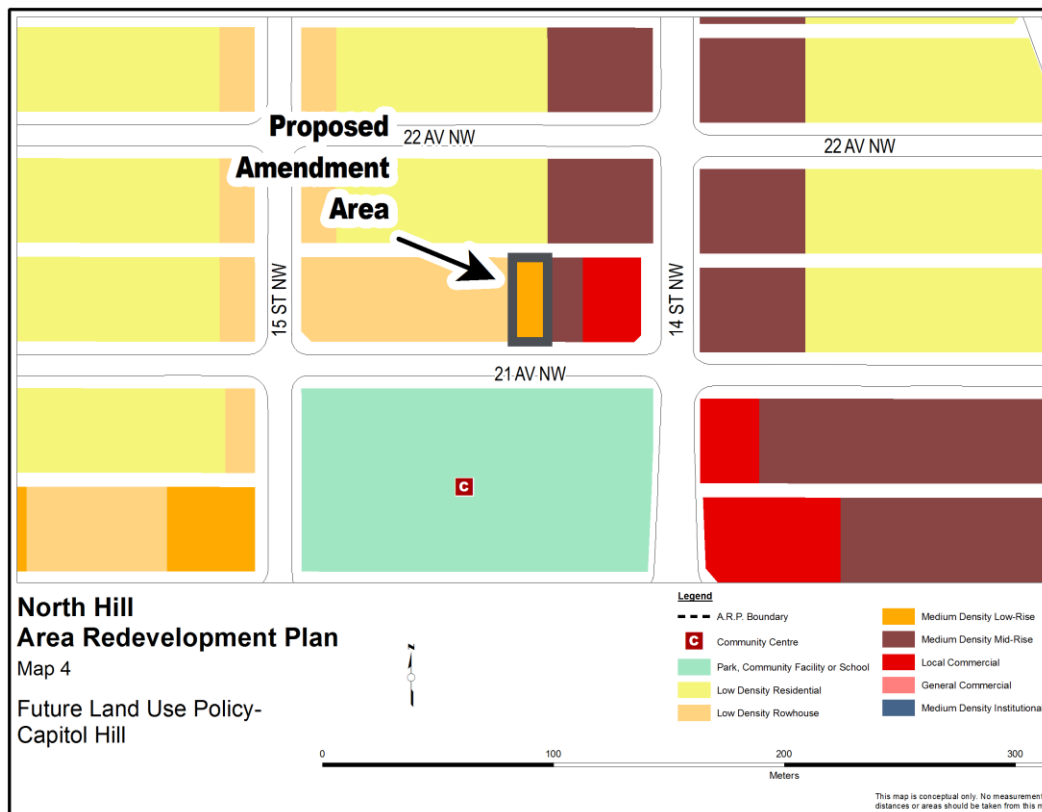 Proposed
Amendment
Area
22 AV NW
22 AV NW
15 ST NW
14 ST NW
21 AV NW
C
North Hill
Area Redevelopment Plan
Map 4
Future Land Use Policy-
Capitol Hill
N
Legend
A.R.P. Boundary
C Community Centre
Park, Community Facility or School
Low Density Residential
Low Density Rowhouse
Medium Density Low-Rise
Medium Density Mid-Rise
Local Commercial
General Commercial
Medium Density Institutional
0 100 200 300
Meters
This map is conceptual only. No measurement
distances or areas should be taken from this m